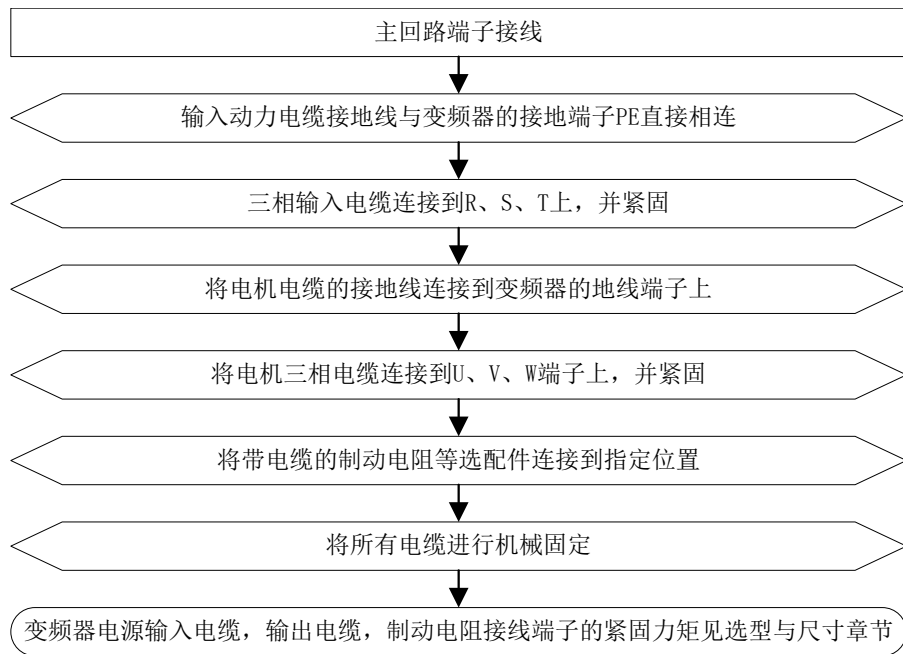 主回路端子接线
输入动力电缆接地线与变频器的接地端子PE直接相连
三相输入电缆连接到R、S、T上，并紧固
将电机电缆的接地线连接到变频器的地线端子上
将电机三相电缆连接到U、V、W端子上，并紧固
将带电缆的制动电阻等选配件连接到指定位置
将所有电缆进行机械固定
变频器电源输入电缆，输出电缆，制动电阻接线端子的紧固力矩见选型与尺寸章节